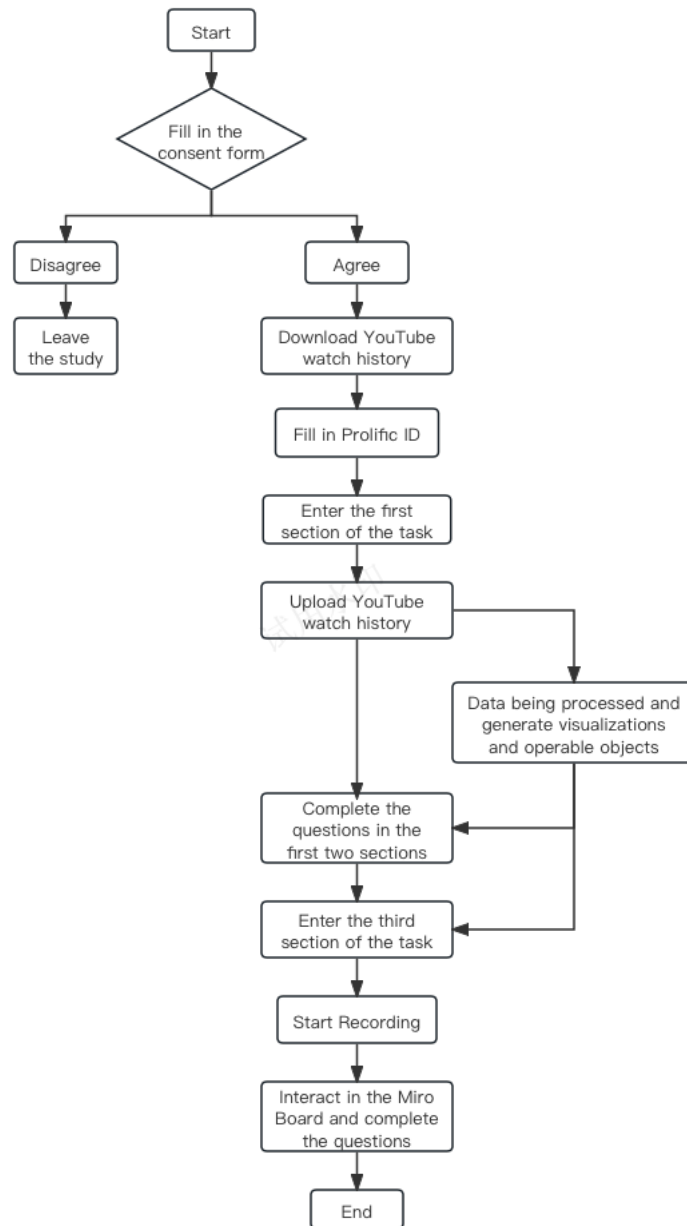 Start
Fill in the
consent form
Disagree
Agree
Leave
the study
Download YouTube
watch history
Fill in Prolific ID
Enter the first
section of the task
Upload YouTube
watch history
Data being processed and
generate visualizations
and operable objects
Complete the
questions in the
first two sections
Enter the third
section of the task
Start Recording
Interact in the Miro
Board and complete
the questions
End